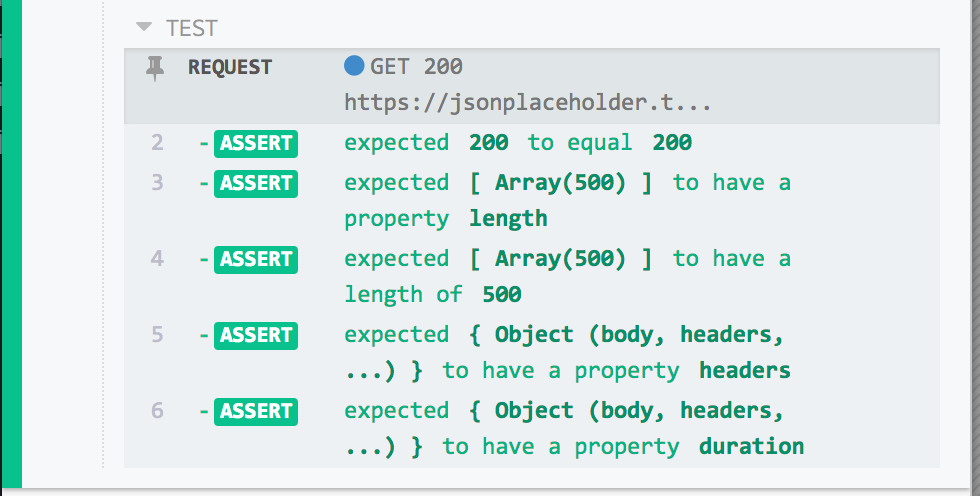 TEST
REQUEST GET 200
https://jsonplaceholder.t...
2 -ASSERT expected 200 to equal 200
3 -ASSERT expected [ Array(500) ] to have a
property length
4 -ASSERT expected [ Array(500) ] to have a
length of 500
5 -ASSERT expected { Object (body, headers,
...) } to have a property headers
6 -ASSERT expected { Object (body, headers,
...) } to have a property duration